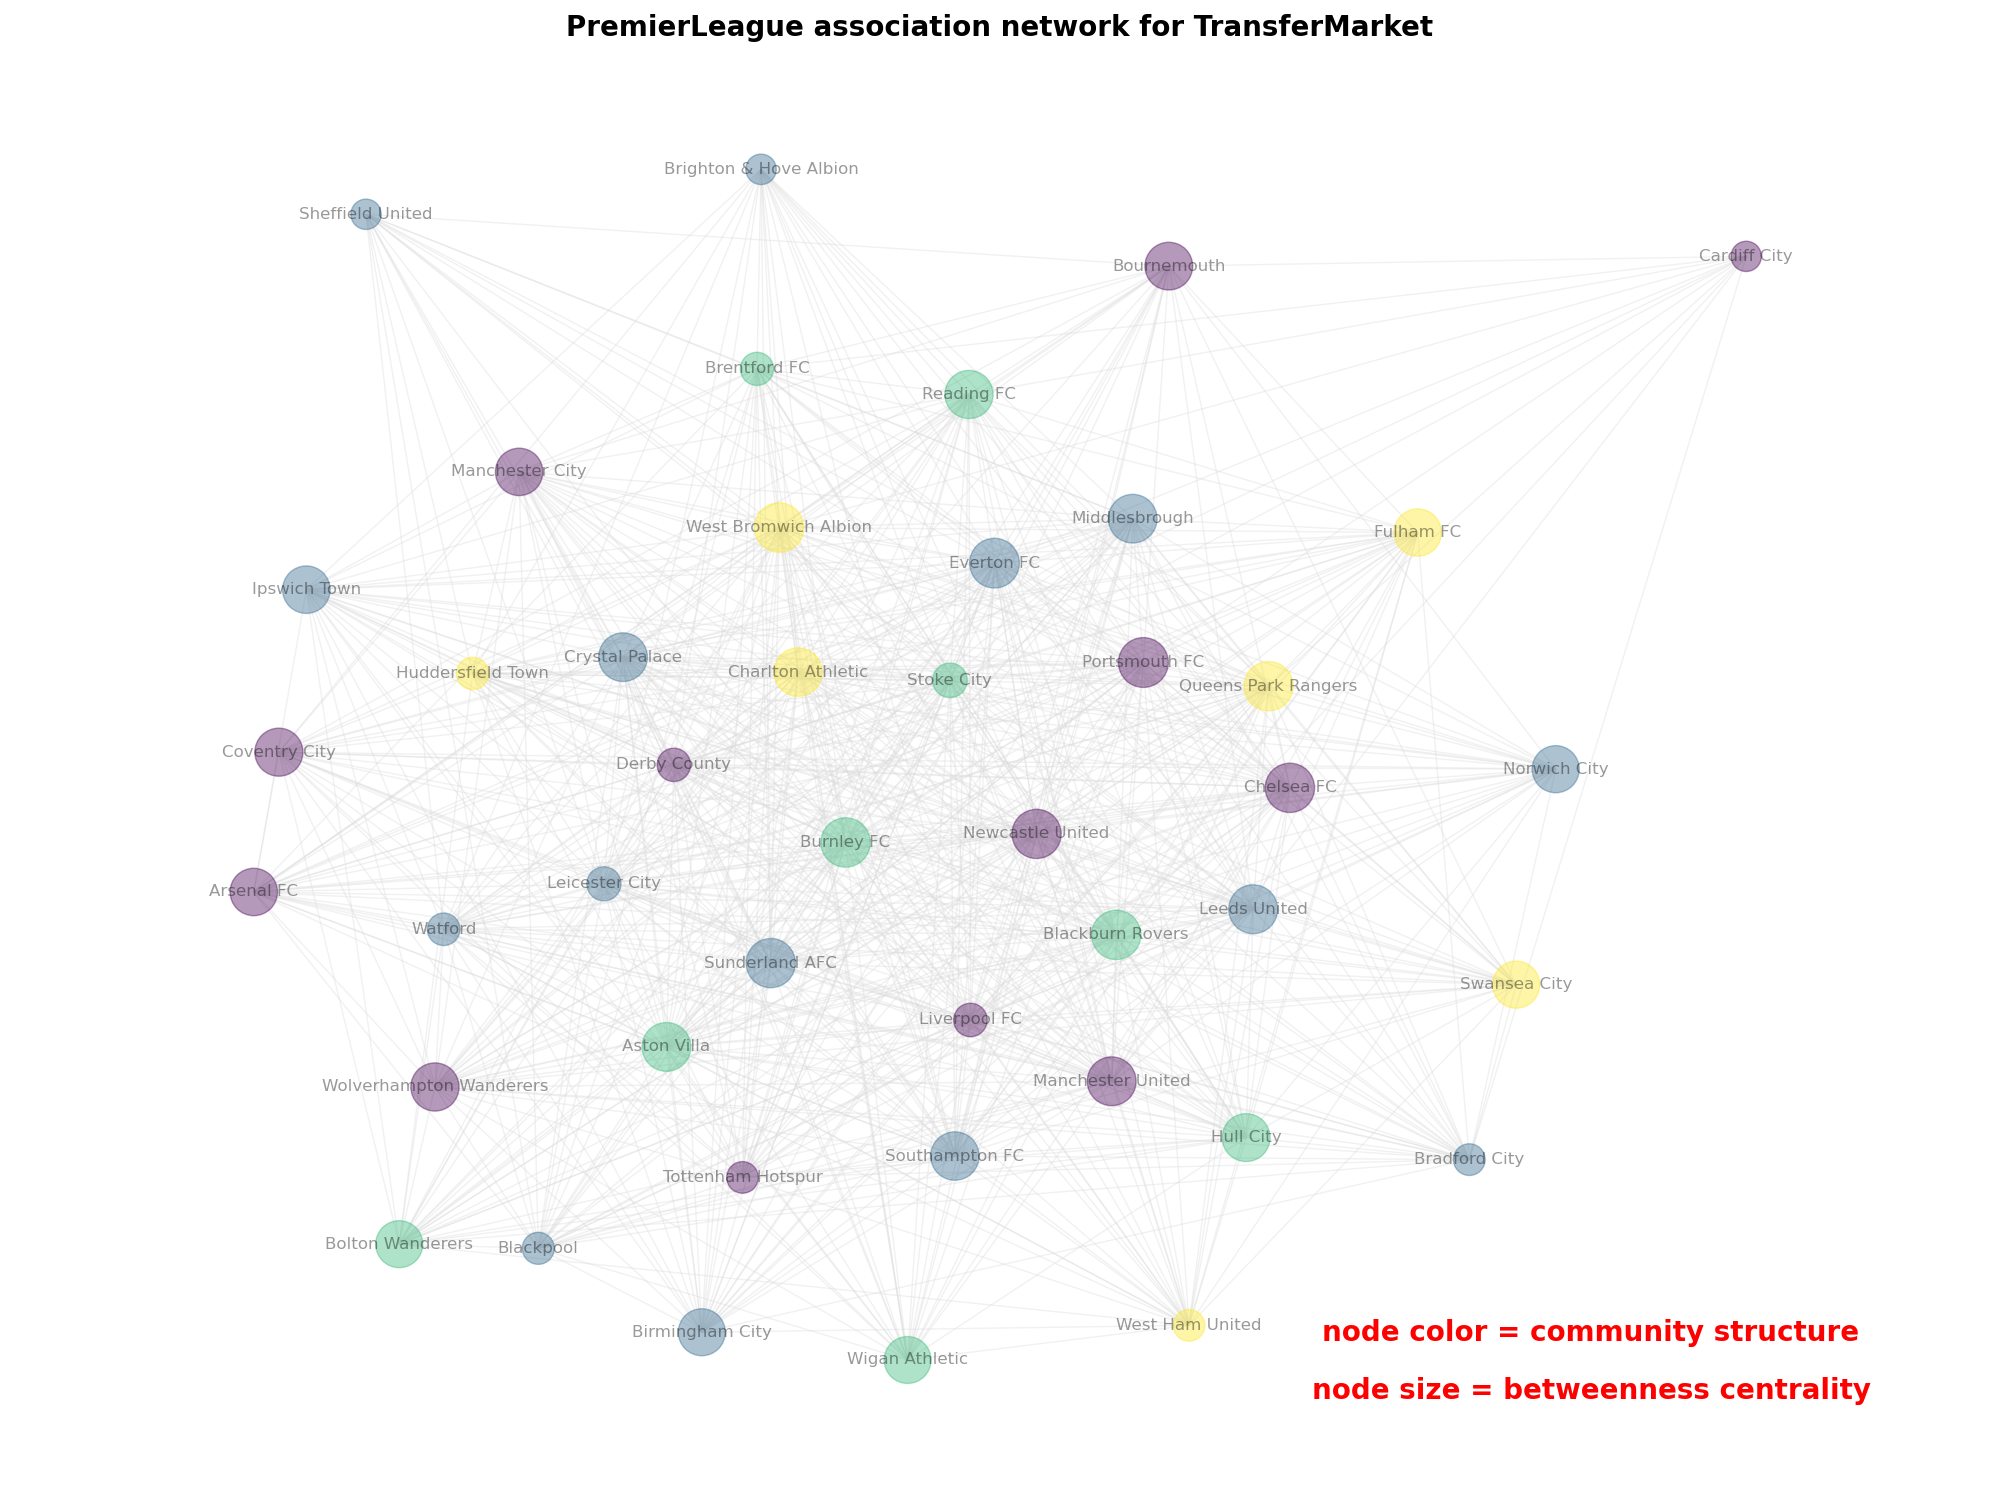 PremierLeague association network for TransferMarket
Brighton & Hove Albion
Sheffield United
Cardiff City
Bournemouth
Brentford FC
Reading FC
Manchester City
Middlesbrough
West Bromwich Albion
Fulham FC
Everton FC
Ipswich Town
Crystal Palace
Portsmouth FC
Huddersfield Town
Charlton Athletic
Stoke City
Queens Park Rangers
Coventry City
Derby County
Norwich City
Chelsea FC
Newcastle United
Burnley FC
Leicester City
Arsenal FC
Leeds United
Watford
Blackburn Rovers
Sunderland AFC
Swansea City
Liverpool FC
Aston Villa
Manchester United
Wolverhampton Wanderers
Hull City
Southampton FC
Bradford City
Tottenham Hotspur
Bolton Wanderers
Blackpool
West Ham United
Birmingham City
node color = community structure
Wigan Athletic
node size = betweenness centrality